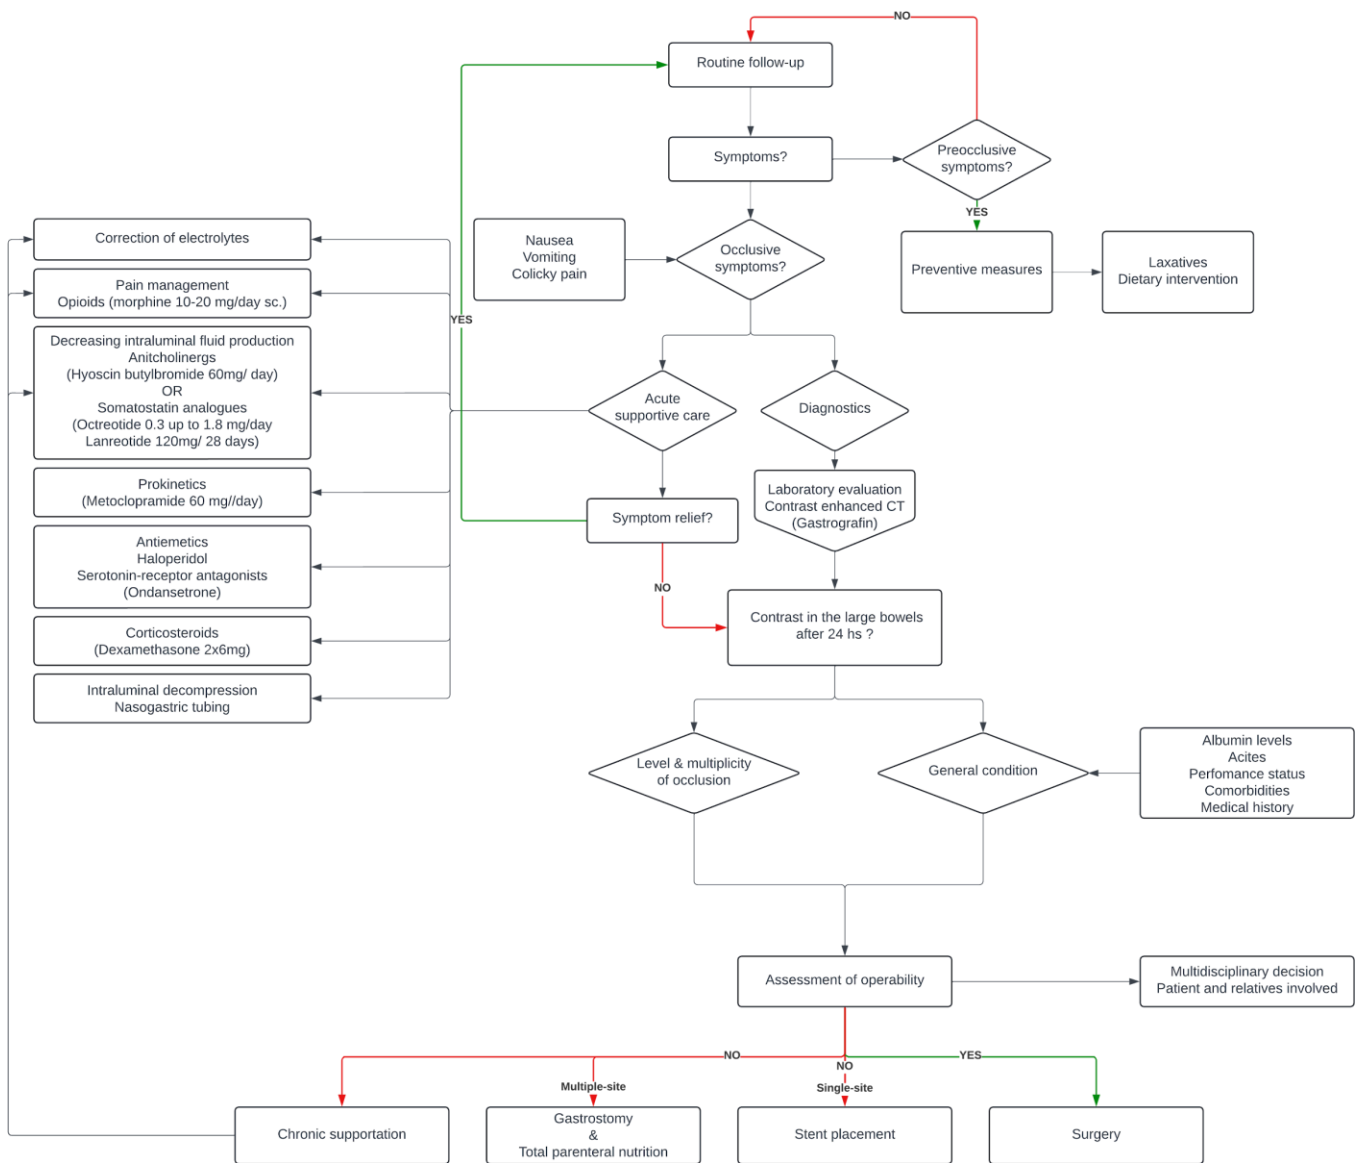 NO
Routine follow-up
Symptoms?
Preocclusive
symptoms?
YES
Preventive measures
Laxatives
Dietary intervention
Nausea
Vomiting
Colicky pain
Occlusive
symptoms?
Correction of electrolytes
Pain management
Opioids (morphine 10-20 mg/day sc.)
Decreasing intraluminal fluid production
Anitcholinergs
(Hyoscin butylbromide 60mg/ day)
OR
Somatostatin analogues
(Octreotide 0.3 up to 1.8 mg/day
Lanreotide 120mg/ 28 days)
Prokinetics
(Metoclopramide 60 mg//day)
Antiemetics
Haloperidol
Serotonin-receptor antagonists
(Ondansetrone)
Corticosteroids
(Dexamethasone 2x6mg)
Intraluminal decompression
Nasogastric tubing
YES
Acute
supportive care
Diagnostics
Symptom relief?
Laboratory evaluation
Contrast enhanced CT
(Gastrografin)
NO
Contrast in the large bowels
after 24 hs ?
Level & multiplicity
of occlusion
General condition
Albumin levels
Acites
Perfomance status
Comorbidities
Medical history
Assessment of operability
Multidisciplinary decision
Patient and relatives involved
NO
NO
YES
Multiple-site
Single-site
Chronic supportation
Gastrostomy
&
Total parenteral nutrition
Stent placement
Surgery